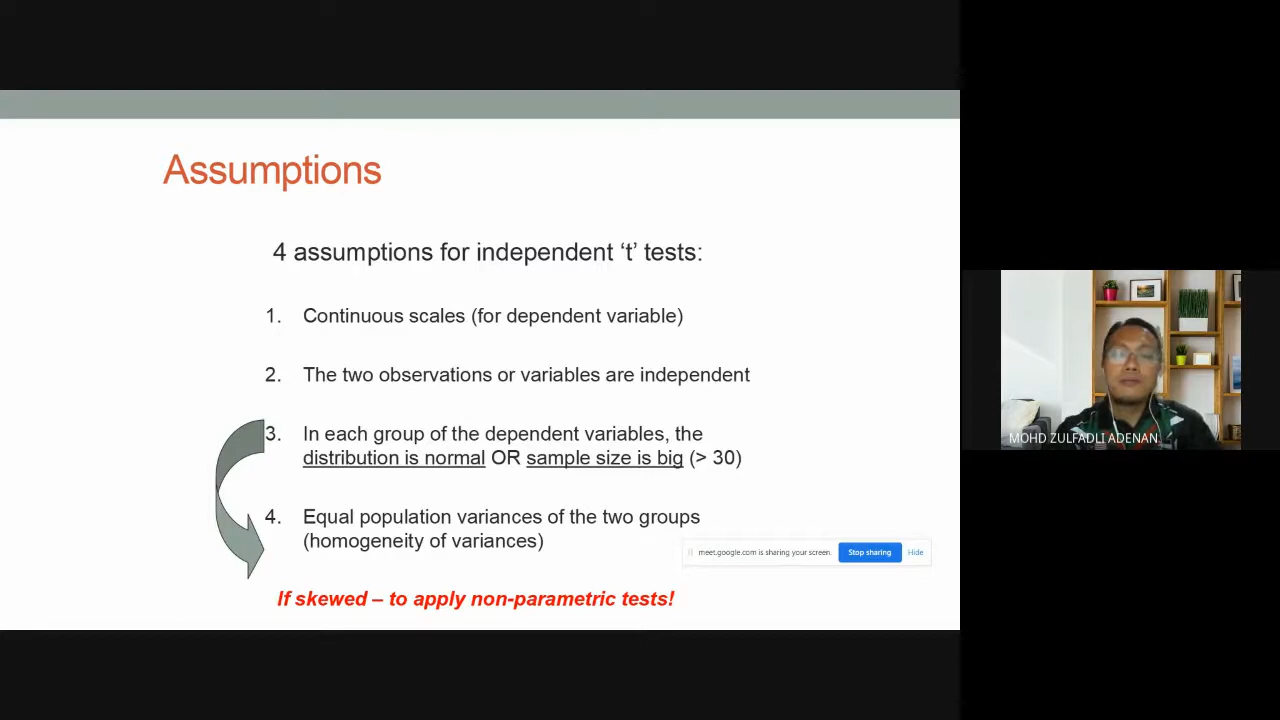 Assumptions
4 assumptions for independent ‘t’ tests:
1. Continuous scales (for dependent variable)
2. The two observations or variables are independent
3. In each group of the dependent variables, the
distribution is normal OR sample size is big (> 30)
4. Equal population variances of the two groups
(homogeneity of variances)
meet.google.com is sharing your screen. Stop sharing Hide
If skewed – to apply non-parametric tests!
MOHD ZULFADLI ADENAN